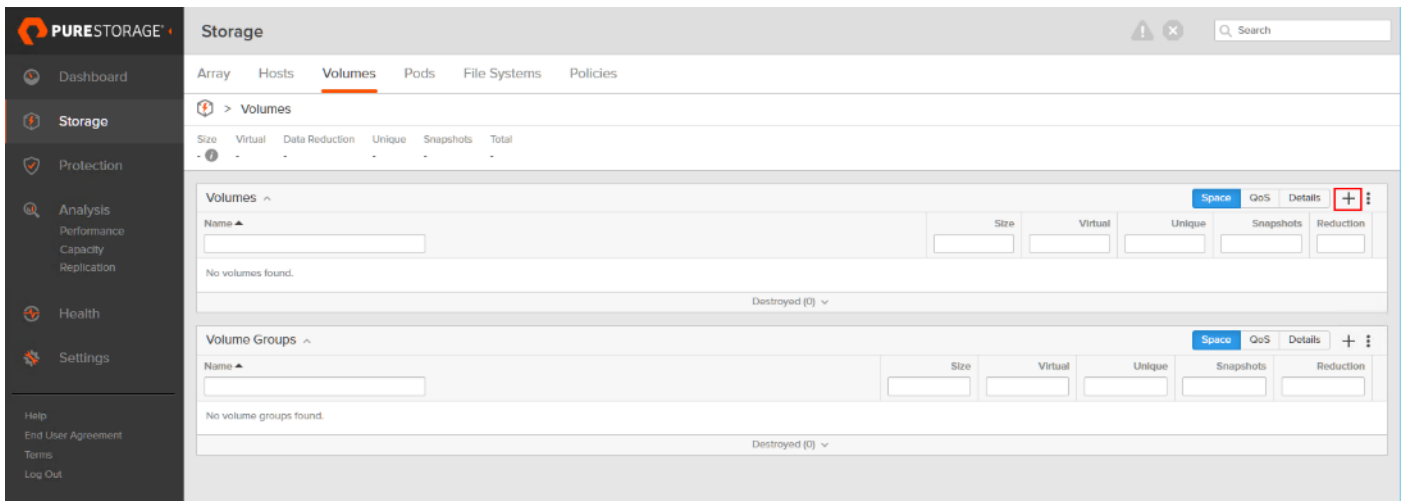 PURESTORAGE®
Dashboard
Storage
Protection
Analysis
Performance
Capacity
Replication
Health
Settings
Help
End User Agreement
Terms
Log Out
Storage
Search
Array Hosts Volumes Pods File Systems Policies
> Volumes
Size Virtual Data Reduction Unique Snapshots Total
- - - - - -
Volumes
Space QoS Details
Name Size Virtual Unique Snapshots Reduction
No volumes found.
Destroyed (0)
Volume Groups
Space QoS Details
Name Size Virtual Unique Snapshots Reduction
No volume groups found.
Destroyed (0)